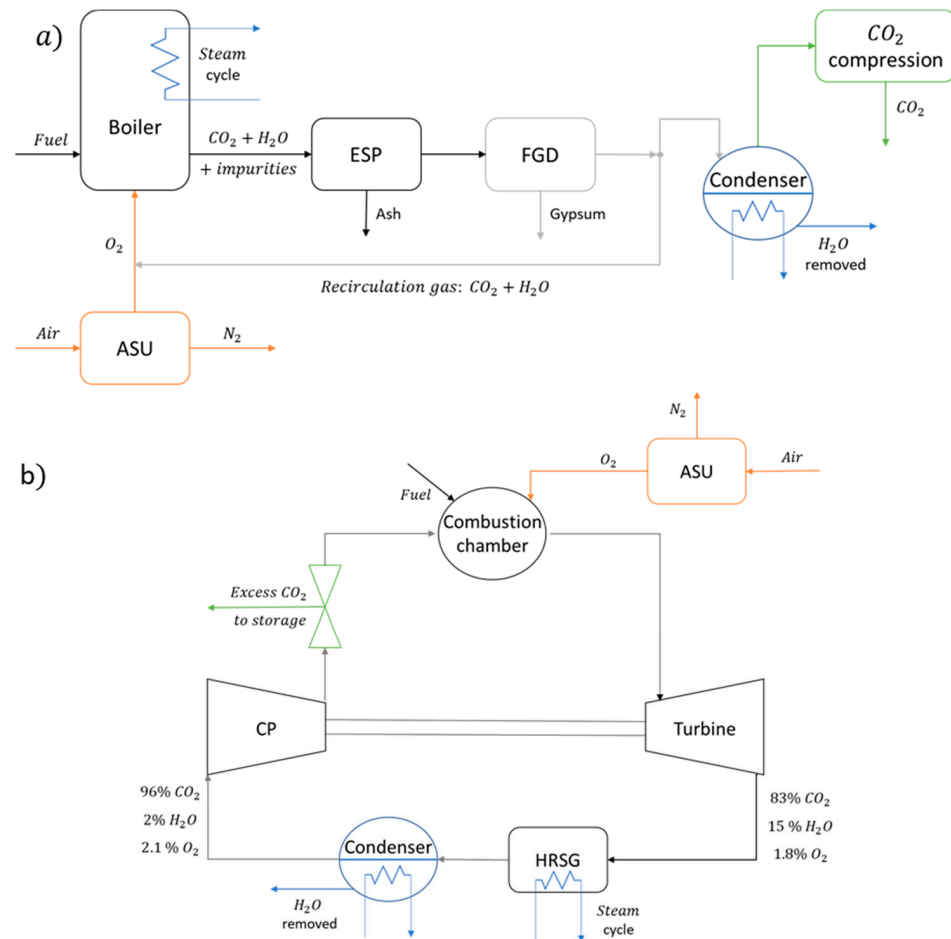 a)
Steam
cycle
Boiler
Fuel
CO₂ + H₂O
+ impurities
ESP
Ash
FGD
Gypsum
Condenser
CO₂
compression
CO₂
H₂O
removed
O₂
Recirculation gas: CO₂ + H₂O
Air
ASU
N₂
b)
N₂
O₂
ASU
Air
Fuel
Combustion
chamber
Excess CO₂
to storage
CP
Turbine
96% CO₂
2% H₂O
2.1 % O₂
83% CO₂
15 % H₂O
1.8% O₂
Condenser
HRSG
H₂O
removed
Steam
cycle